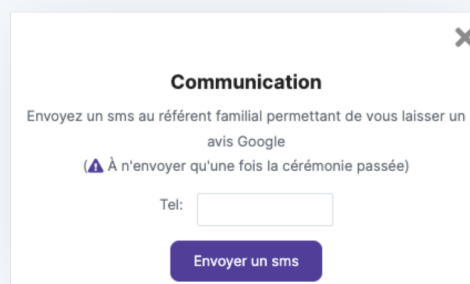 Communication
Envoyez un sms au référent familial permettant de vous laisser un
avis Google
(⚠ À n'envoyer qu'une fois la cérémonie passée)
Tel:
Envoyer un sms